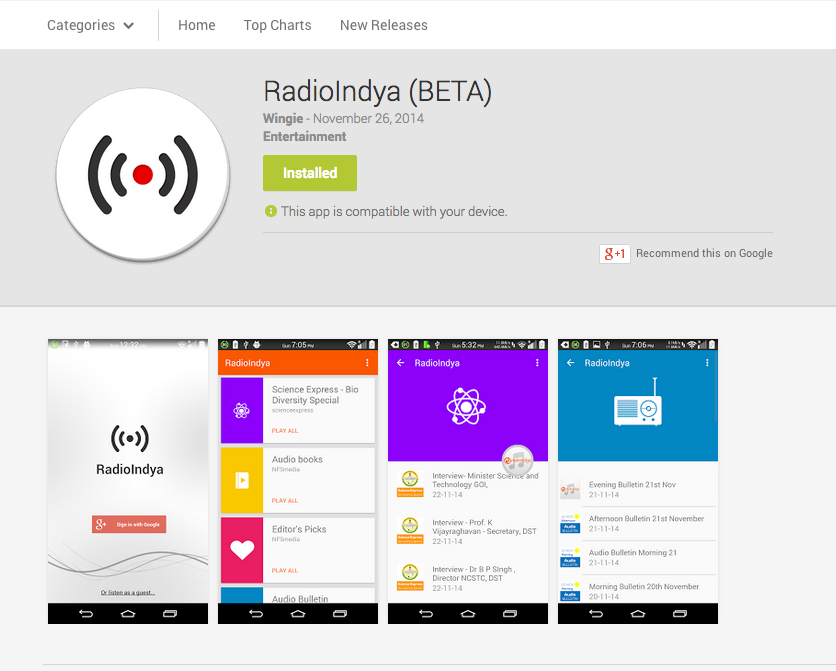 Categories
Home
Top Charts
New Releases
RadioIndya (BETA)
Wingie - November 26, 2014
Entertainment
Installed
This app is compatible with your device.
g+1 Recommend this on Google
12:32 PM
RadioIndya
g+ Sign in with Google
Or listen as a guest...
Sun 7:05 PM
RadioIndya
Science Express - Bio
Diversity Special
scienceexpress
PLAY ALL
Audio books
NFSmedia
PLAY ALL
Editor's Picks
NFSmedia
PLAY ALL
Audio Bulletin
Sun 5:32 PM
RadioIndya
Interview- Minister Science and
Technology GOI,
22-11-14
Interview - Prof. K
Vijayraghavan - Secretary, DST
22-11-14
Interview - Dr B P SIngh ,
Director NCSTC, DST
22-11-14
Sun 7:06 PM
RadioIndya
Evening Bulletin 21st Nov
21-11-14
Afternoon Bulletin 21st November
21-11-14
Audio Bulletin Morning 21
21-11-14
Morning Bulletin 20th November
20-11-14